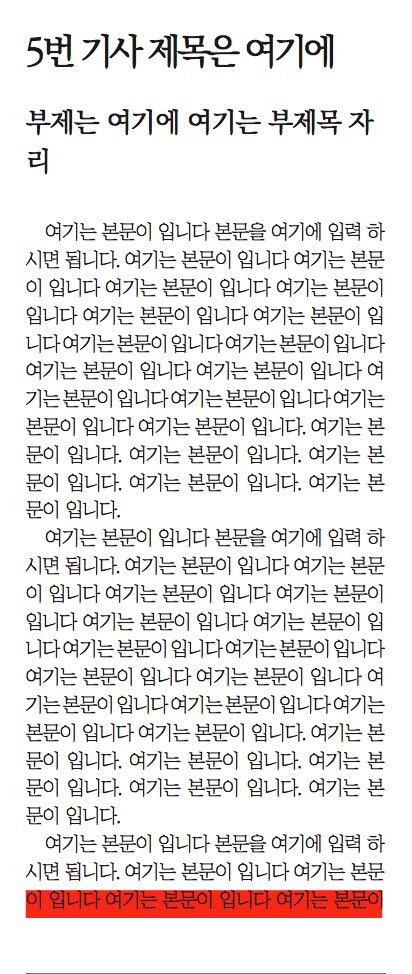 5번 기사 제목은 여기에
부제는 여기에 여기는 부제목 자
리
여기는 본문이 입니다 본문을 여기에 입력 하
시면 됩니다. 여기는 본문이 입니다 여기는 본문
이 입니다 여기는 본문이 입니다 여기는 본문이
입니다 여기는 본문이 입니다 여기는 본문이 입
니다 여기는 본문이 입니다 여기는 본문이 입니다
여기는 본문이 입니다 여기는 본문이 입니다 여
기는 본문이 입니다 여기는 본문이 입니다 여기는
본문이 입니다 여기는 본문이 입니다. 여기는 본
문이 입니다. 여기는 본문이 입니다. 여기는 본
문이 입니다. 여기는 본문이 입니다. 여기는 본
문이 입니다.
여기는 본문이 입니다 본문을 여기에 입력 하
시면 됩니다. 여기는 본문이 입니다 여기는 본문
이 입니다 여기는 본문이 입니다 여기는 본문이
입니다 여기는 본문이 입니다 여기는 본문이 입
니다 여기는 본문이 입니다 여기는 본문이 입니다
여기는 본문이 입니다 여기는 본문이 입니다 여
기는 본문이 입니다 여기는 본문이 입니다 여기는
본문이 입니다 여기는 본문이 입니다. 여기는 본
문이 입니다. 여기는 본문이 입니다. 여기는 본
문이 입니다. 여기는 본문이 입니다. 여기는 본
문이 입니다.
여기는 본문이 입니다 본문을 여기에 입력 하
시면 됩니다. 여기는 본문이 입니다 여기는 본문
이 입니다 여기는 본문이 입니다 여기는 본문이